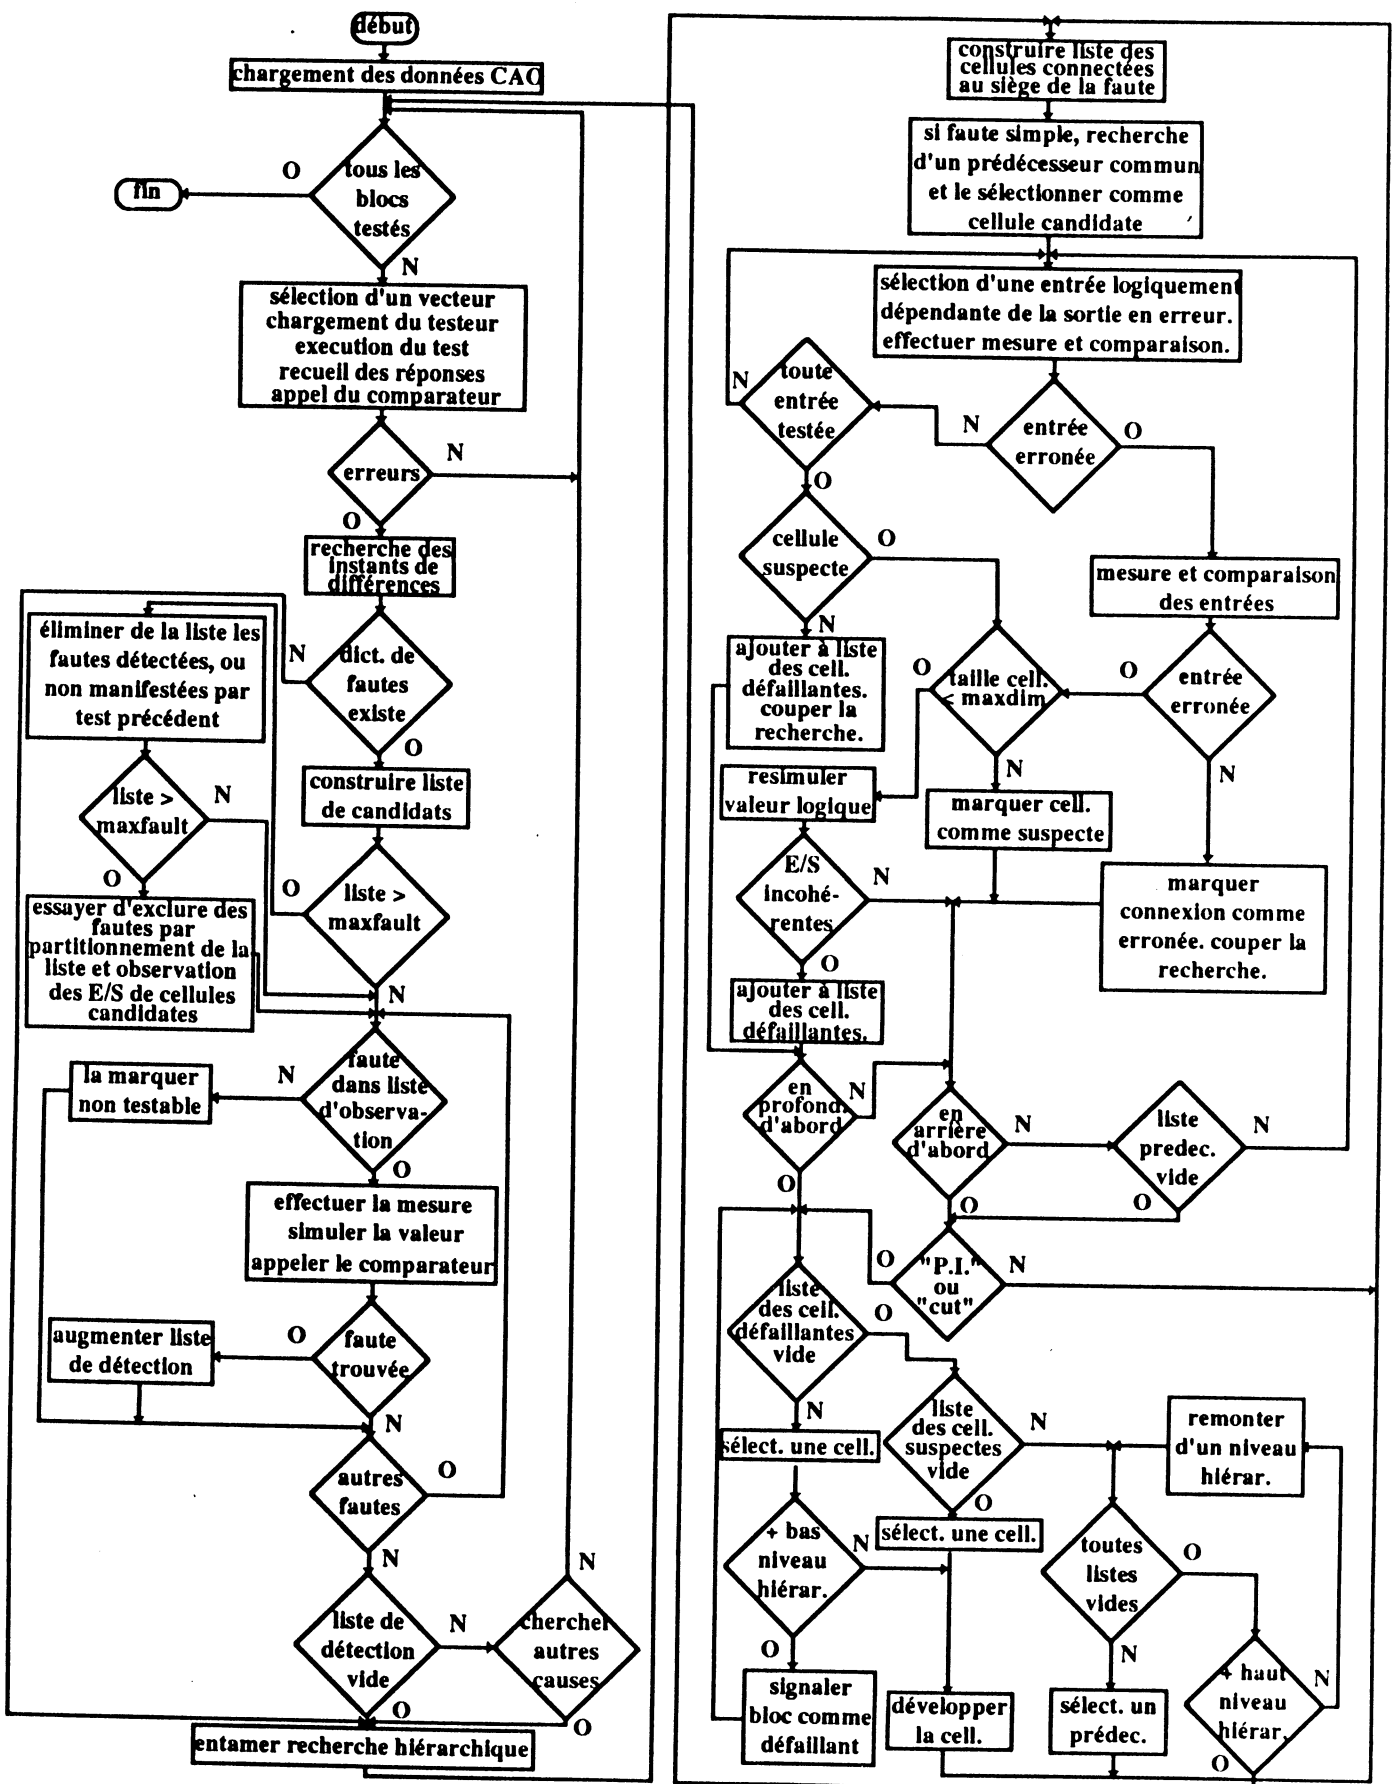 début
chargement des données CAO
tous les
blocs
testés
O
fin
N
sélection d'un vecteur
chargement du testeur
execution du test
recueil des réponses
appel du comparateur
erreurs
N
O
recherche des
instants de
différences
dict. de
fautes
existe
N
O
éliminer de la liste les
fautes détectées, ou
non manifestées par
test précédent
liste >
maxfault
N
O
essayer d'exclure des
fautes par
partitionnement de la
liste et observation
des E/S de cellules
candidates
construire liste
de candidats
liste >
maxfault
O
N
faute
dans liste
d'observa-
tion
N
la marquer
non testable
O
effectuer la mesure
simuler la valeur
appeler le comparateur
faute
trouvée
O
augmenter liste
de détection
N
autres
fautes
O
N
liste de
détection
vide
N
O
chercher
autres
causes
N
O
entamer recherche hiérarchique
construire liste des
cellules connectées
au siège de la faute
si faute simple, recherche
d'un prédécesseur commun
et le sélectionner comme
cellule candidate
sélection d'une entrée logiquement
dépendante de la sortie en erreur.
effectuer mesure et comparaison.
entrée
erronée
N
O
toute
entrée
testée
N
O
cellule
suspecte
O
N
ajouter à liste
des cell.
défaillantes.
couper la
recherche.
mesure et comparaison
des entrées
entrée
erronée
O
N
taille cell.
< maxdim
O
N
resimuler
valeur logique
marquer cell.
comme suspecte
marquer
connexion comme
erronée. couper la
recherche.
E/S
incohé-
rentes
N
O
ajouter à liste
des cell.
défaillantes.
en
profond.
d'abord
N
O
en
arrière
d'abord
N
O
liste
predec.
vide
N
O
"P.I."
ou
"cut"
O
N
liste
des cell.
défaillantes
vide
O
N
sélect. une cell.
liste
des cell.
suspectes
vide
N
O
sélect. une cell.
remonter
d'un niveau
hiérar.
+ bas
niveau
hiérar.
N
O
signaler
bloc comme
défaillant
développer
la cell.
toutes
listes
vides
O
N
sélect. un
prédec.
+ haut
niveau
hiérar.
N
O